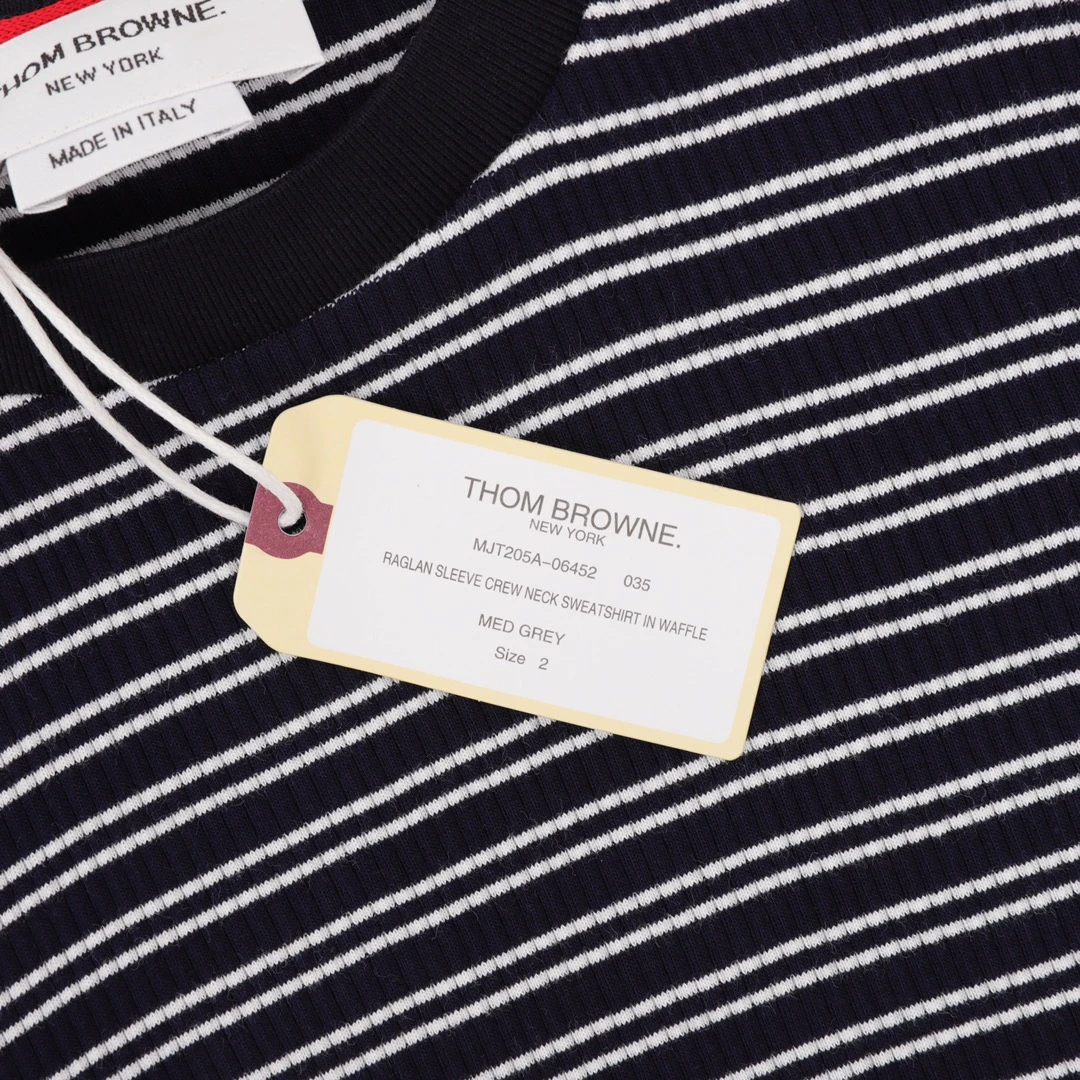 THOM BROWNE.
NEW YORK
MADE IN ITALY
THOM BROWNE.
NEW YORK
MJT205A-06452 035
RAGLAN SLEEVE CREW NECK SWEATSHIRT IN WAFFLE
MED GREY
Size 2